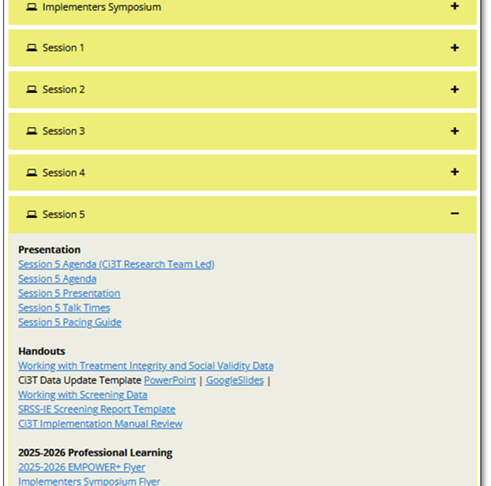 Implementers Symposium +
Session 1 +
Session 2 +
Session 3 +
Session 4 +
Session 5 −
Presentation
Session 5 Agenda (Ci3T Research Team Led)
Session 5 Agenda
Session 5 Presentation
Session 5 Talk Times
Session 5 Pacing Guide
Handouts
Working with Treatment Integrity and Social Validity Data
Ci3T Data Update Template PowerPoint | GoogleSlides |
Working with Screening Data
SRSS-IE Screening Report Template
Ci3T Implementation Manual Review
2025-2026 Professional Learning
2025-2026 EMPOWER+ Flyer
Implementers Symposium Flyer